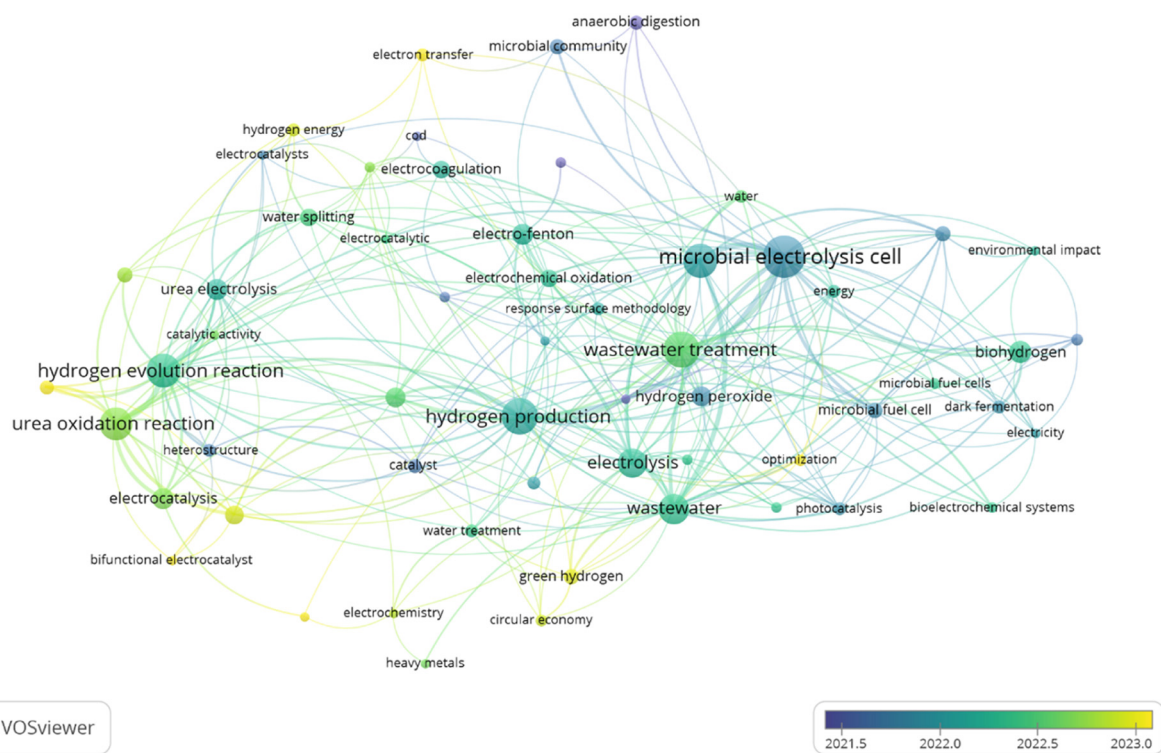 anaerobic digestion
microbial community
electron transfer
hydrogen energy
cod
electrocatalysts
electrocoagulation
water
water splitting
electrocatalytic
electro-fenton
microbial electrolysis cell
environmental impact
electrochemical oxidation
urea electrolysis
energy
response surface methodology
catalytic activity
wastewater treatment
biohydrogen
hydrogen evolution reaction
microbial fuel cells
hydrogen peroxide
dark fermentation
microbial fuel cell
hydrogen production
urea oxidation reaction
electricity
heterostructure
optimization
electrolysis
catalyst
electrocatalysis
wastewater
photocatalysis
bioelectrochemical systems
water treatment
bifunctional electrocatalyst
green hydrogen
electrochemistry
circular economy
heavy metals
VOSviewer
2021.5 2022.0 2022.5 2023.0